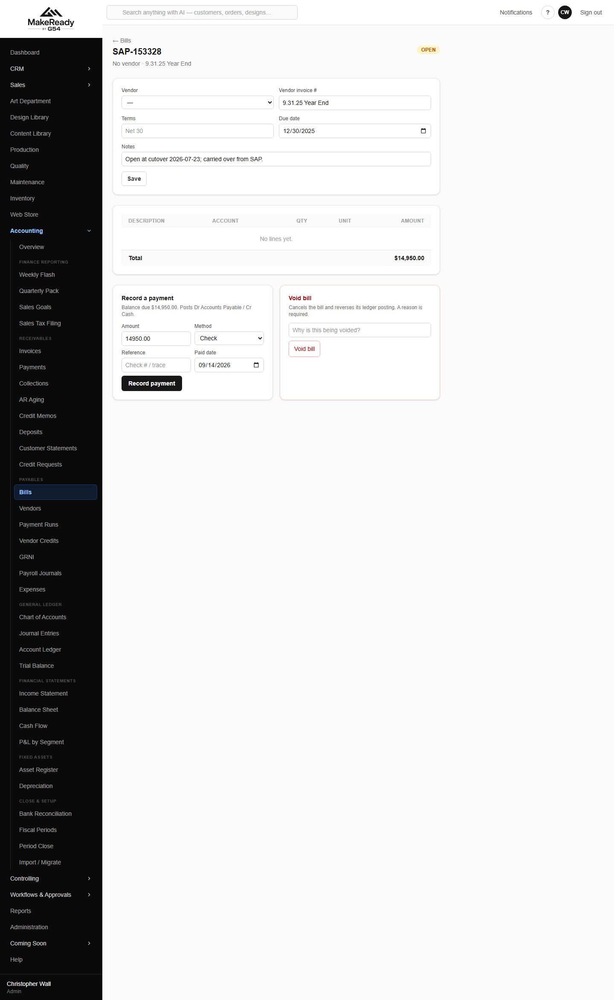 MakeReady
BY G54
Search anything with AI — customers, orders, designs...
Notifications
?
CW
Sign out
Dashboard
CRM
Sales
Art Department
Design Library
Content Library
Production
Quality
Maintenance
Inventory
Web Store
Accounting
Overview
FINANCE REPORTING
Weekly Flash
Quarterly Pack
Sales Goals
Sales Tax Filing
RECEIVABLES
Invoices
Payments
Collections
AR Aging
Credit Memos
Deposits
Customer Statements
Credit Requests
PAYABLES
Bills
Vendors
Payment Runs
Vendor Credits
GRNI
Payroll Journals
Expenses
GENERAL LEDGER
Chart of Accounts
Journal Entries
Account Ledger
Trial Balance
FINANCIAL STATEMENTS
Income Statement
Balance Sheet
Cash Flow
P&L by Segment
FIXED ASSETS
Asset Register
Depreciation
CLOSE & SETUP
Bank Reconciliation
Fiscal Periods
Period Close
Import / Migrate
Controlling
Workflows & Approvals
Reports
Administration
Coming Soon
Help
Christopher Wall
Admin
← Bills
SAP-153328
OPEN
No vendor · 9.31.25 Year End
Vendor
—
Vendor invoice #
9.31.25 Year End
Terms
Net 30
Due date
12/30/2025
Notes
Open at cutover 2026-07-23; carried over from SAP.
Save
DESCRIPTION ACCOUNT QTY UNIT AMOUNT
No lines yet.
Total $14,950.00
Record a payment
Balance due $14,950.00. Posts Dr Accounts Payable / Cr
Cash.
Amount
14950.00
Method
Check
Reference
Check # / trace
Paid date
09/14/2026
Record payment
Void bill
Cancels the bill and reverses its ledger posting. A reason is
required.
Why is this being voided?
Void bill